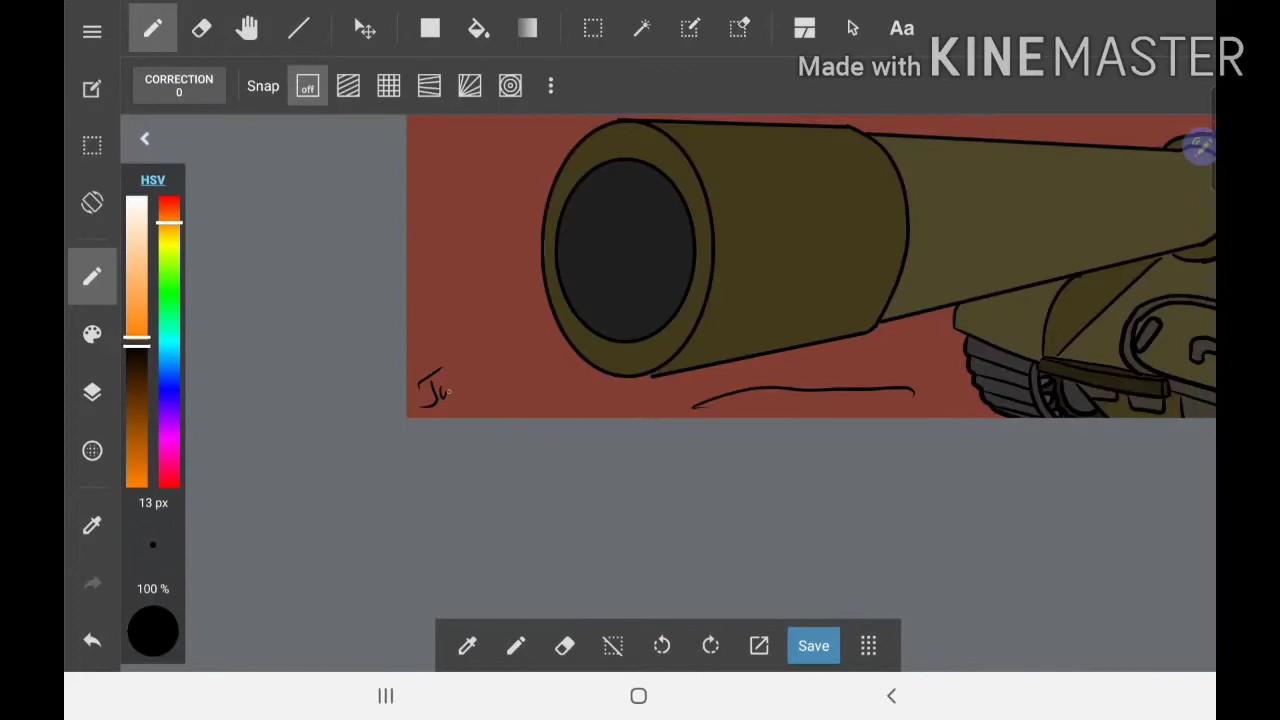 Made with KINEMASTER
CORRECTION
0
Snap
off
Aa
HSV
13 px
100 %
Save